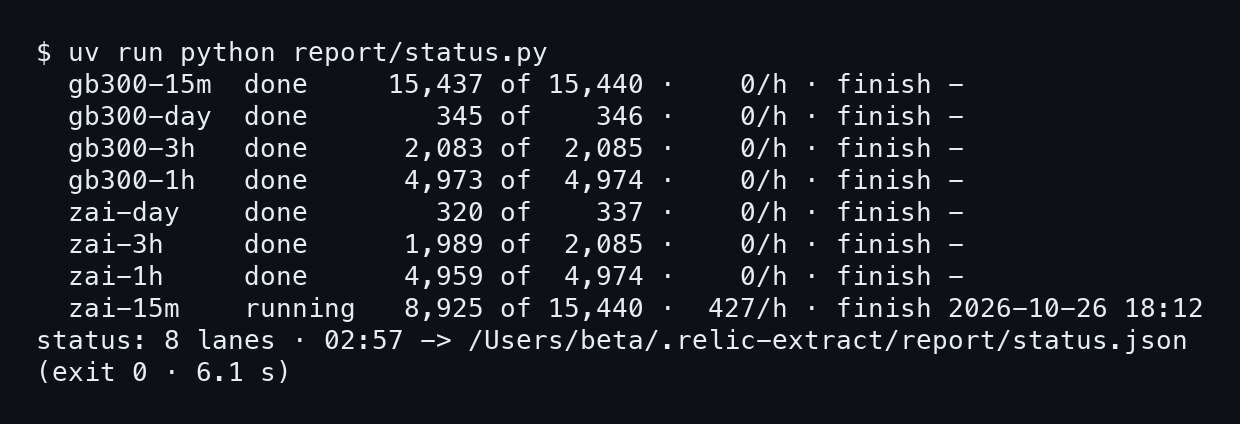 $ uv run python report/status.py
  gb300-15m  done     15,437 of 15,440 ·    0/h · finish -
  gb300-day  done        345 of    346 ·    0/h · finish -
  gb300-3h   done      2,083 of  2,085 ·    0/h · finish -
  gb300-1h   done      4,973 of  4,974 ·    0/h · finish -
  zai-day    done        320 of    337 ·    0/h · finish -
  zai-3h     done      1,989 of  2,085 ·    0/h · finish -
  zai-1h     done      4,959 of  4,974 ·    0/h · finish -
  zai-15m    running   8,925 of 15,440 ·  427/h · finish 2026-10-26 18:12
status: 8 lanes · 02:57 -> /Users/beta/.relic-extract/report/status.json
(exit 0 · 6.1 s)